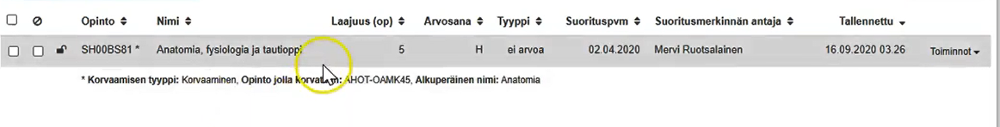 Opinto Nimi Laajuus (op) Arvosana Tyyppi Suorituspvm Suoritusmerkinnän antaja Tallennettu
SH00BS81 * Anatomia, fysiologia ja tautioppi 5 H ei arvoa 02.04.2020 Mervi Ruotsalainen 16.09.2020 03.26 Toiminnot
* Korvaamisen tyyppi: Korvaaminen, Opinto jolla korvataan: AHOT-OAMK45, Alkuperäinen nimi: Anatomia